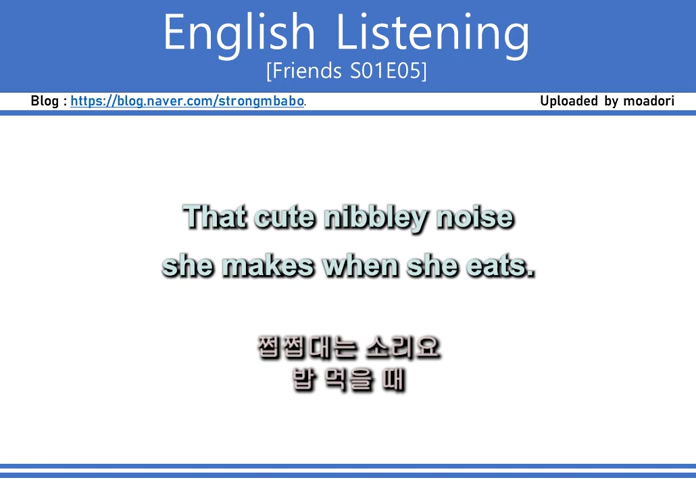 English Listening
[Friends S01E05]
Blog : https://blog.naver.com/strongmbabo. Uploaded by moadori
That cute nibbley noise
she makes when she eats.
쩝쩝대는 소리요
밥 먹을 때